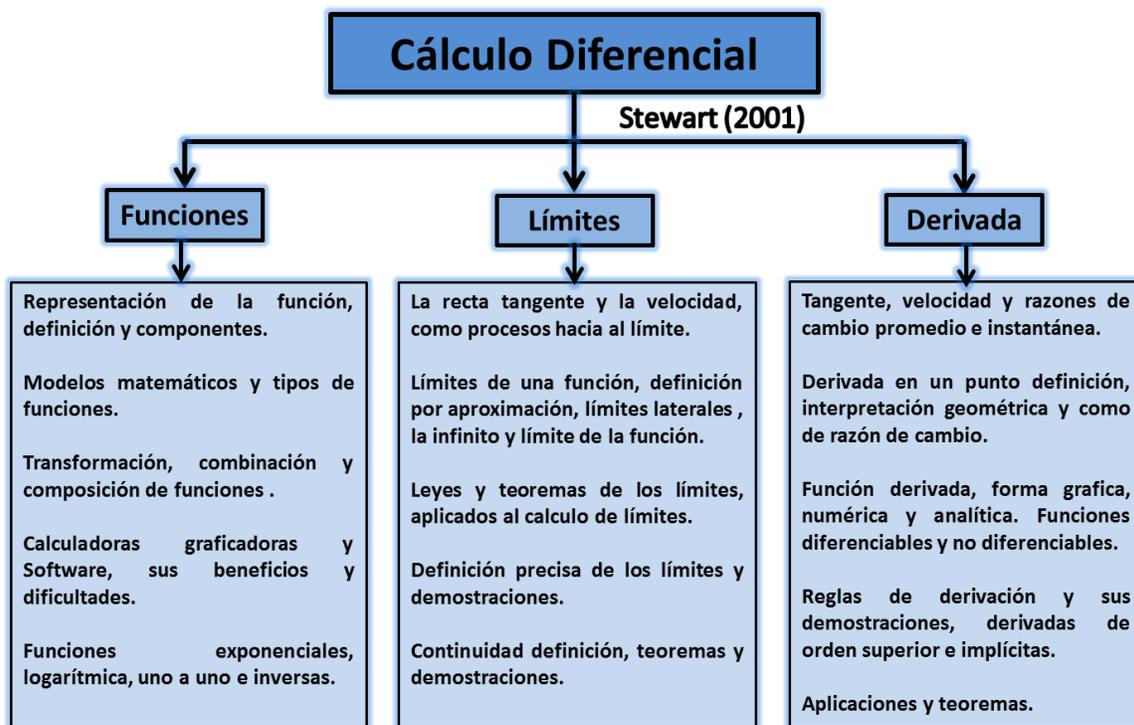 Cálculo Diferencial
Stewart (2001)
Funciones
Representación de la función,
definición y componentes.
Modelos matemáticos y tipos de
funciones.
Transformación, combinación y
composición de funciones .
Calculadoras graficadoras y
Software, sus beneficios y
dificultades.
Funciones exponenciales,
logarítmica, uno a uno e inversas.
Límites
La recta tangente y la velocidad,
como procesos hacia al límite.
Límites de una función, definición
por aproximación, límites laterales ,
la infinito y límite de la función.
Leyes y teoremas de los límites,
aplicados al calculo de límites.
Definición precisa de los límites y
demostraciones.
Continuidad definición, teoremas y
demostraciones.
Derivada
Tangente, velocidad y razones de
cambio promedio e instantánea.
Derivada en un punto definición,
interpretación geométrica y como
de razón de cambio.
Función derivada, forma grafica,
numérica y analítica. Funciones
diferenciables y no diferenciables.
Reglas de derivación y sus
demostraciones, derivadas de
orden superior e implícitas.
Aplicaciones y teoremas.